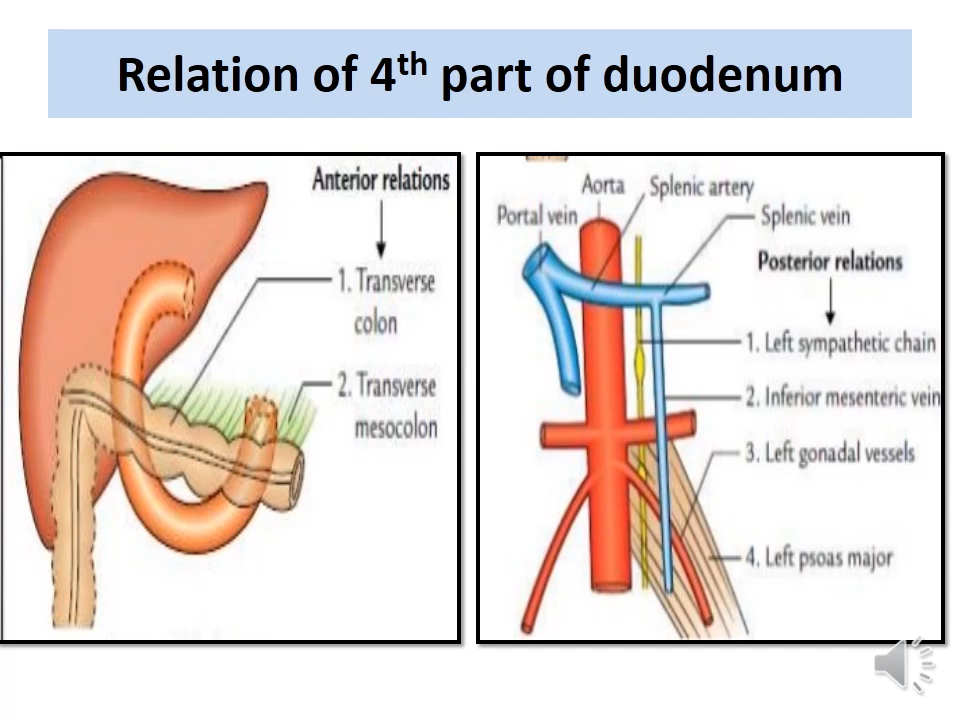 Relation of 4th part of duodenum
Anterior relations
1. Transverse
colon
2. Transverse
mesocolon
Aorta
Splenic artery
Portal vein
Splenic vein
Posterior relations
1. Left sympathetic chain
2. Inferior mesenteric vein
3. Left gonadal vessels
4. Left psoas major